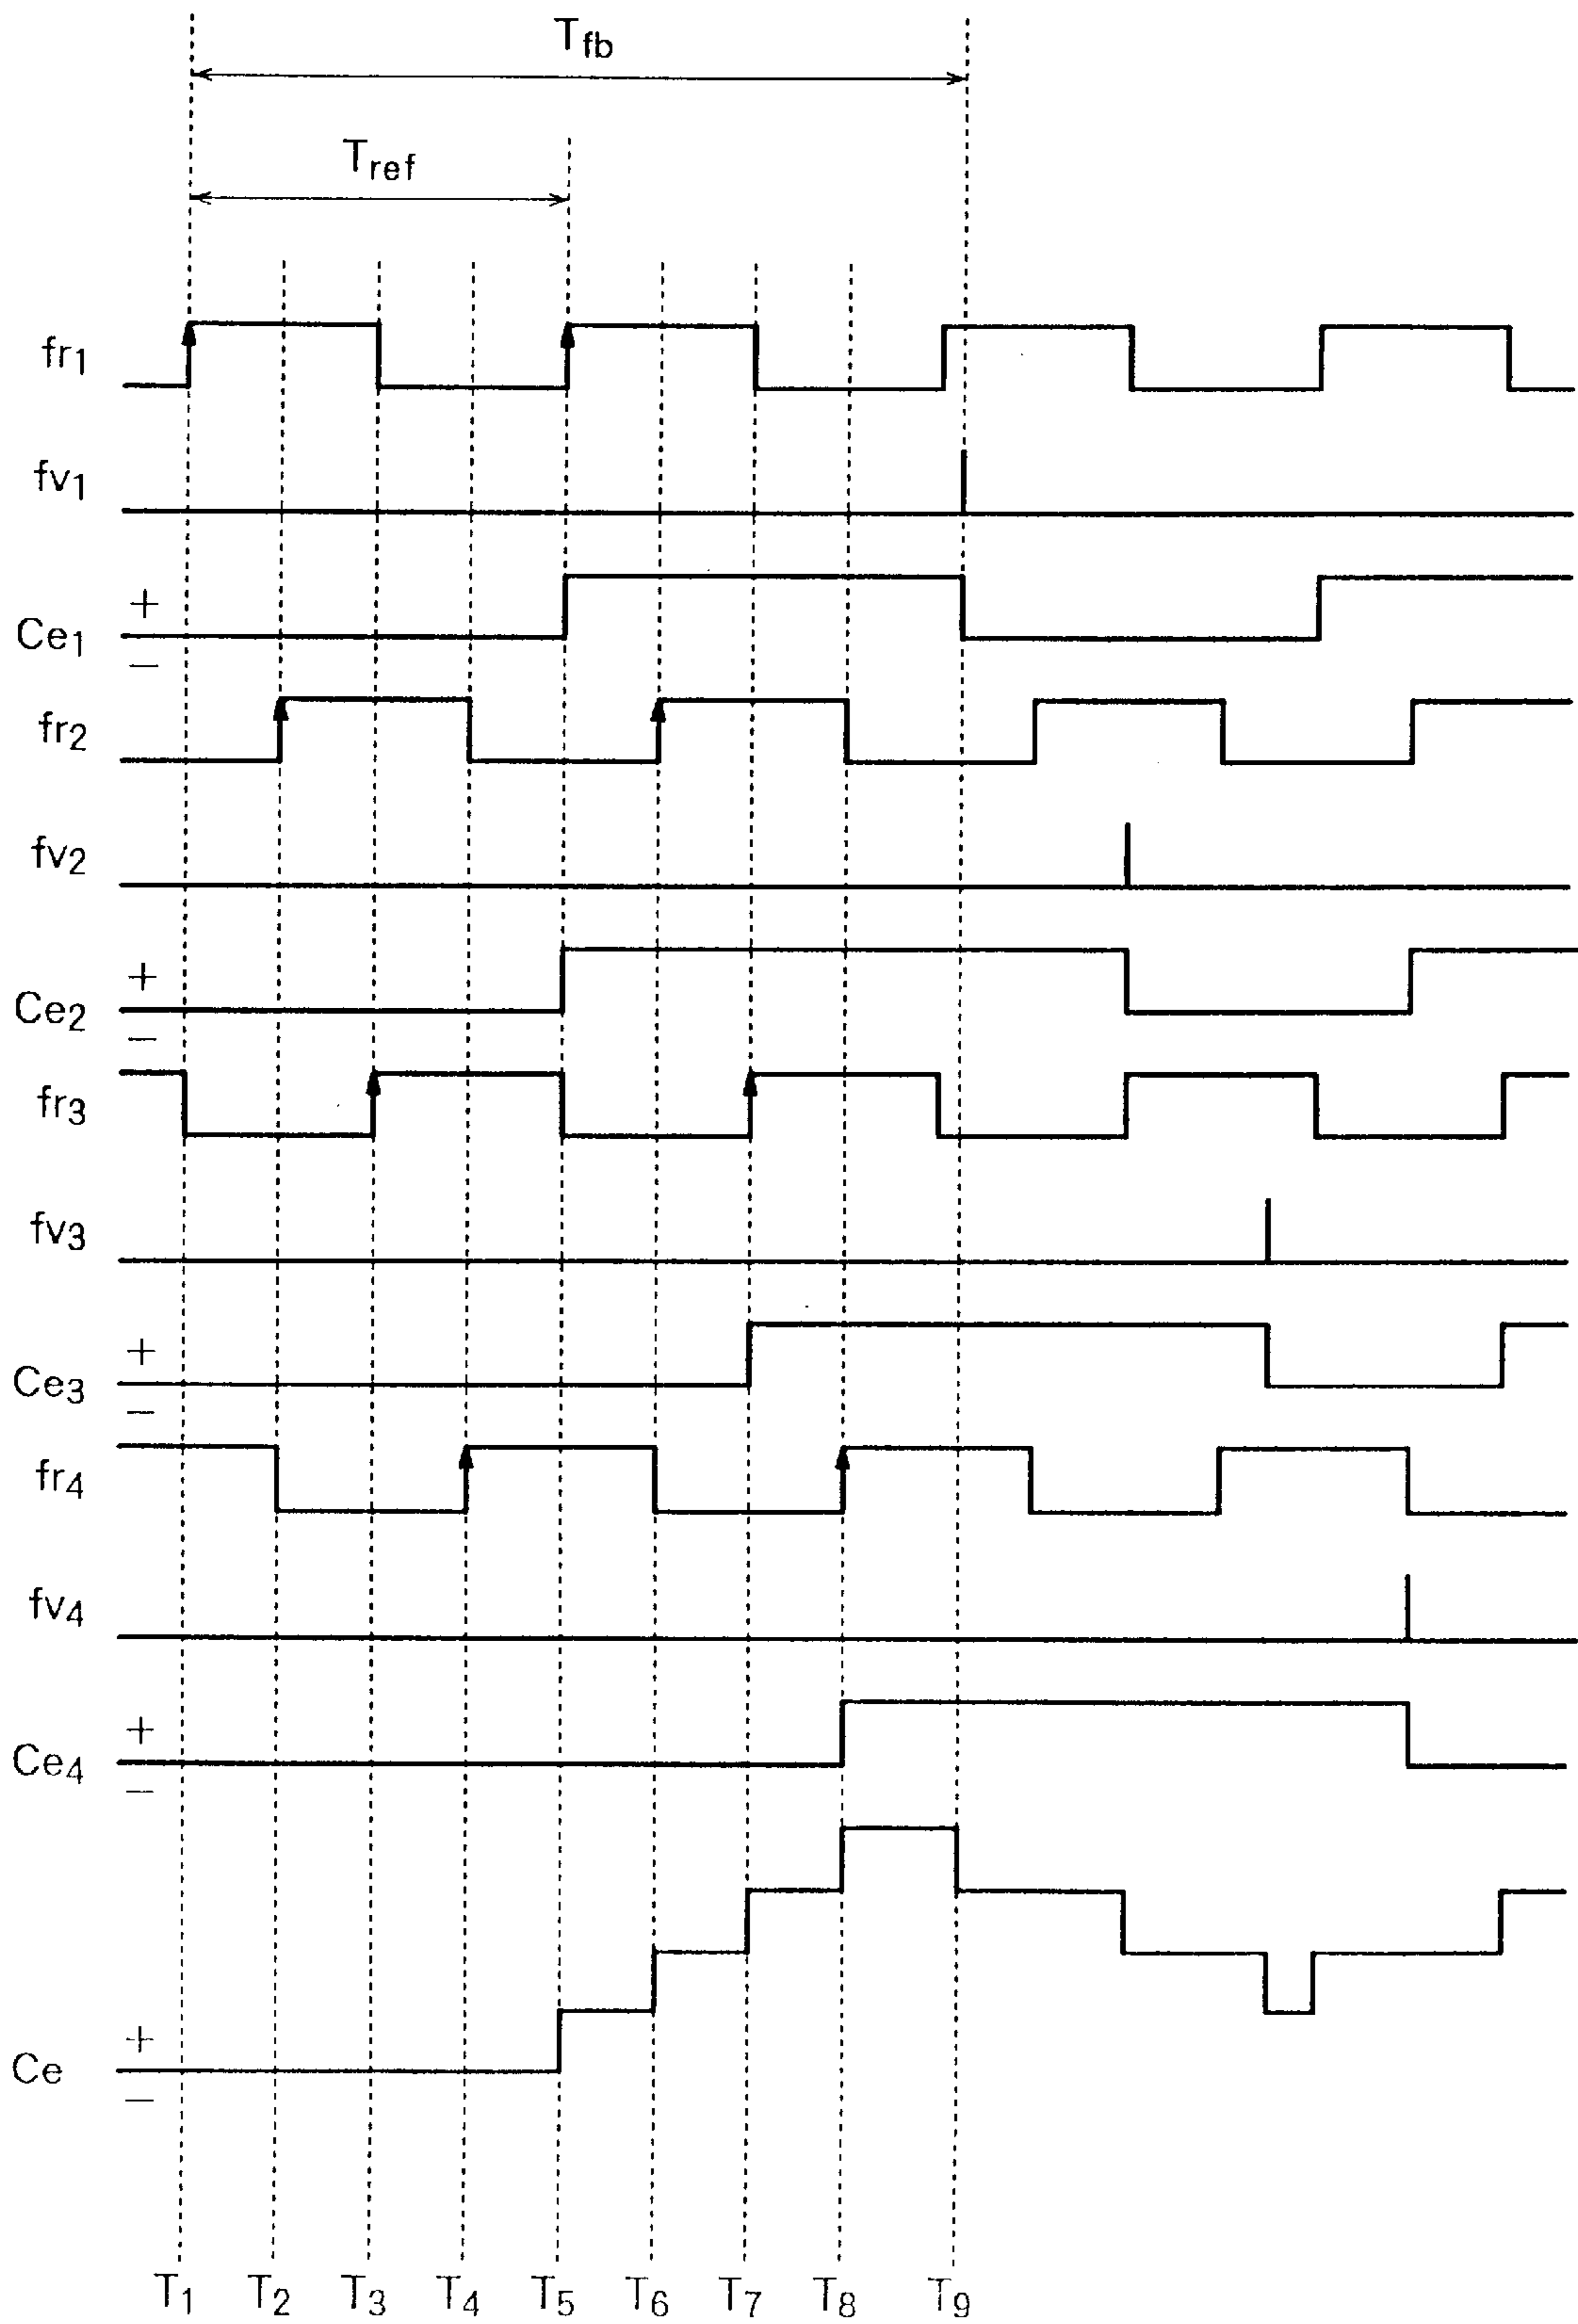 Tfb
Tref
fr1
fv1
+
Ce1
−
fr2
fv2
+
Ce2
−
fr3
fv3
+
Ce3
−
fr4
fv4
+
Ce4
−
+
Ce
−
T1 T2 T3 T4 T5 T6 T7 T8 T9